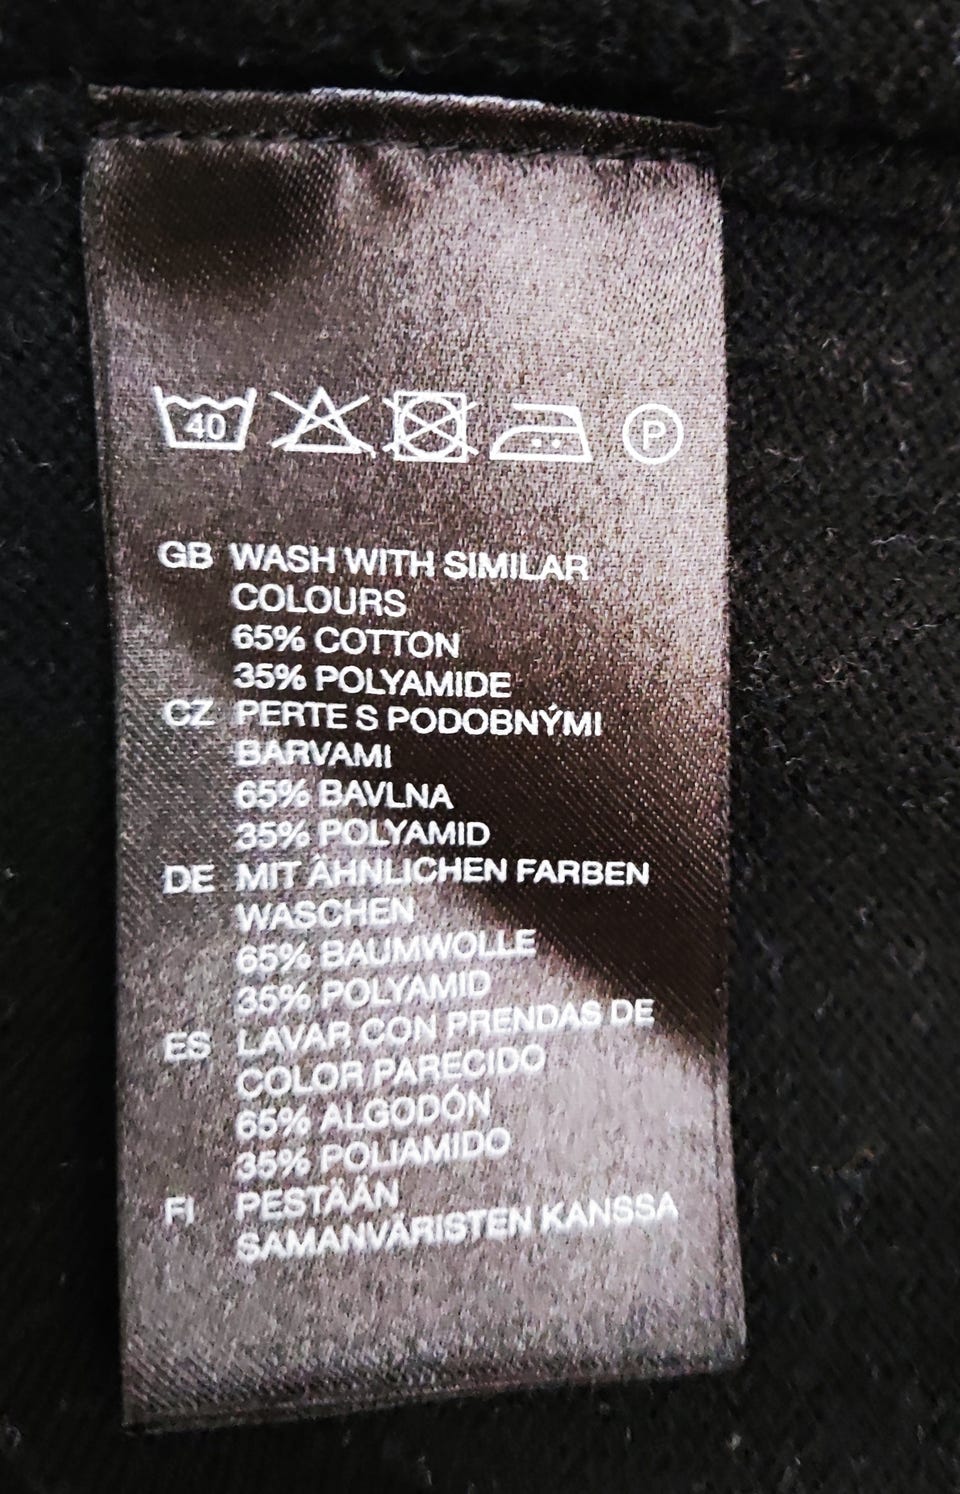 40 P
GB WASH WITH SIMILAR
COLOURS
65% COTTON
35% POLYAMIDE
CZ PERTE S PODOBNÝMI
BARVAMI
65% BAVLNA
35% POLYAMID
DE MIT ÄHNLICHEN FARBEN
WASCHEN
65% BAUMWOLLE
35% POLYAMID
ES LAVAR CON PRENDAS DE
COLOR PARECIDO
65% ALGODÓN
35% POLIAMIDO
FI PESTÄÄN
SAMANVÄRISTEN KANSSA